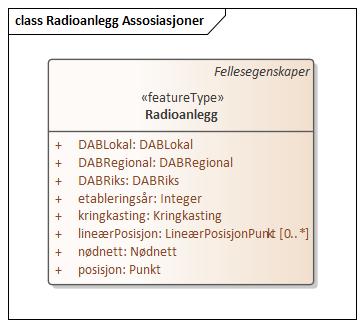 class Radioanlegg Assosiasjoner
Fellesegenskaper
«featureType»
Radioanlegg
+ DABLokal: DABLokal
+ DABRegional: DABRegional
+ DABRiks: DABRiks
+ etableringsår: Integer
+ kringkasting: Kringkasting
+ lineærPosisjon: LineærPosisjonPunkt [0..*]
+ nødnett: Nødnett
+ posisjon: Punkt